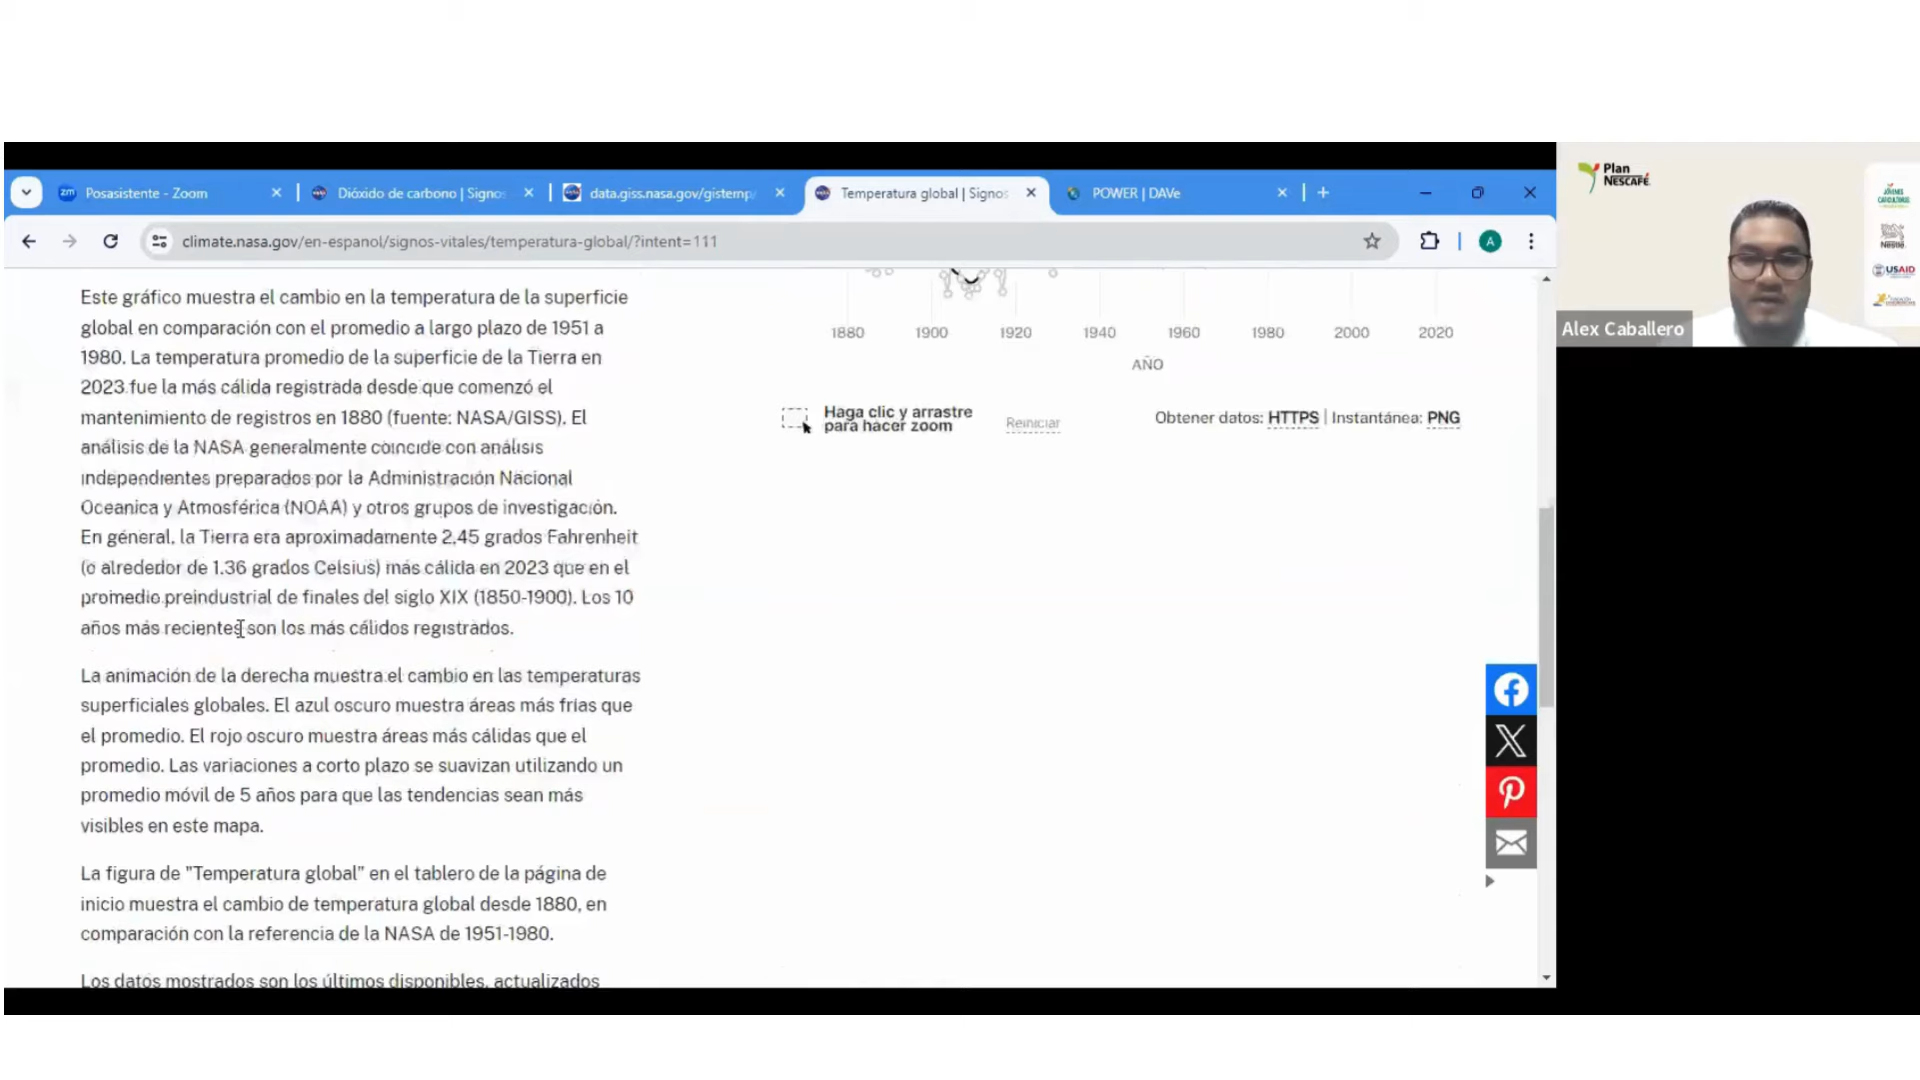 Posasistente - Zoom
Dióxido de carbono | Signos
data.giss.nasa.gov/gistemp/
Temperatura global | Signos
POWER | DAVe
climate.nasa.gov/en-espanol/signos-vitales/temperatura-global/?intent=111
A
Este gráfico muestra el cambio en la temperatura de la superficie
global en comparación con el promedio a largo plazo de 1951 a
1980. La temperatura promedio de la superficie de la Tierra en
2023 fue la más cálida registrada desde que comenzó el
mantenimiento de registros en 1880 (fuente: NASA/GISS). El
análisis de la NASA generalmente coincide con análisis
independientes preparados por la Administración Nacional
Oceánica y Atmosférica (NOAA) y otros grupos de investigación.
En géneral, la Tierra era aproximadamente 2,45 grados Fahrenheit
(o alrededor de 1.36 grados Celsius) más cálida en 2023 que en el
promedio preindustrial de finales del siglo XIX (1850-1900). Los 10
años más recientes son los más cálidos registrados.
La animación de la derecha muestra el cambio en las temperaturas
superficiales globales. El azul oscuro muestra áreas más frías que
el promedio. El rojo oscuro muestra áreas más cálidas que el
promedio. Las variaciones a corto plazo se suavizan utilizando un
promedio móvil de 5 años para que las tendencias sean más
visibles en este mapa.
La figura de "Temperatura global" en el tablero de la página de
inicio muestra el cambio de temperatura global desde 1880, en
comparación con la referencia de la NASA de 1951-1980.
Los datos mostrados son los últimos disponibles, actualizados
1880 1900 1920 1940 1960 1980 2000 2020
AÑO
Haga clic y arrastre
para hacer zoom
Reiniciar
Obtener datos: HTTPS | Instantánea: PNG
Plan
NESCAFÉ
JÓVENES
CAFICULTORES
Nestlé
USAID
Alex Caballero